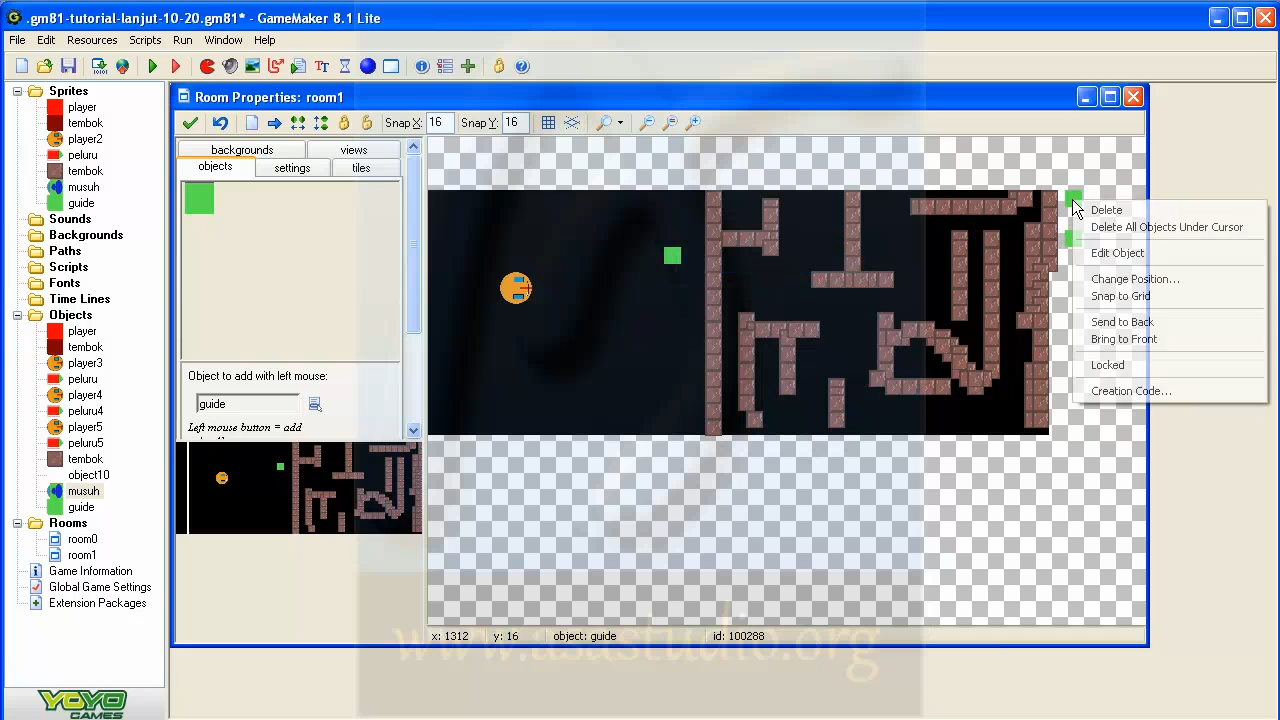 .gm81-tutorial-lanjut-10-20.gm81* - GameMaker 8.1 Lite
File Edit Resources Scripts Run Window Help
Sprites
player
tembok
player2
peluru
tembok
musuh
guide
Sounds
Backgrounds
Paths
Scripts
Fonts
Time Lines
Objects
player
tembok
player3
peluru
player4
peluru4
player5
peluru5
tembok
object10
musuh
guide
Rooms
room0
room1
Game Information
Global Game Settings
Extension Packages
YOYO
GAMES
Room Properties: room1
Snap X: 16 Snap Y: 16
backgrounds views
objects settings tiles
Object to add with left mouse:
guide
Left mouse button = add
Delete
Delete All Objects Under Cursor
Edit Object
Change Position...
Snap to Grid
Send to Back
Bring to Front
Locked
Creation Code...
x: 1312 y: 16 object: guide id: 100288
www.asastudio.org